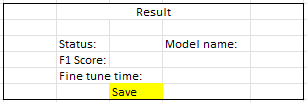 Result
Status: Model name:
F1 Score:
Fine tune time:
Save